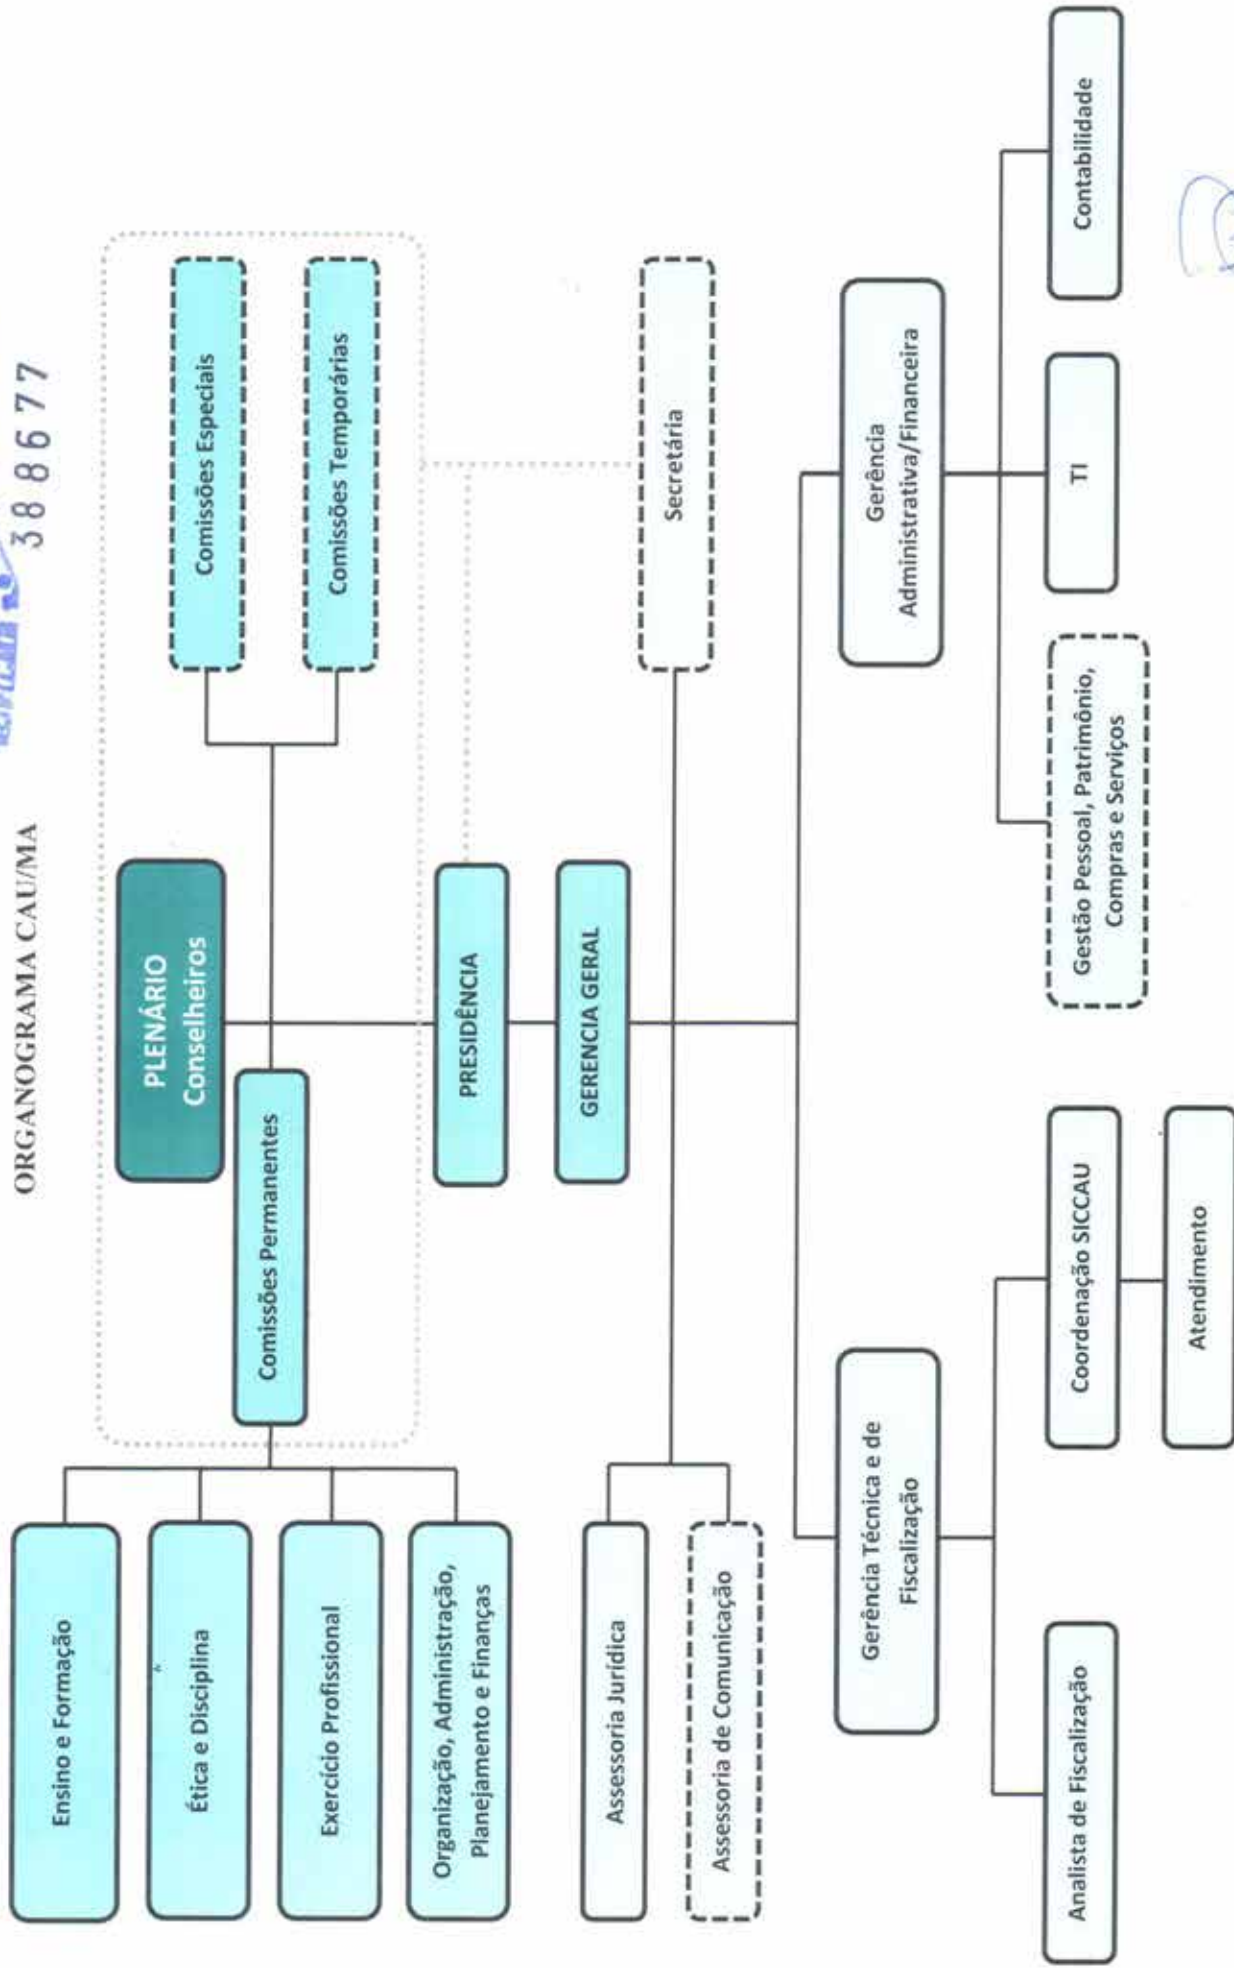 ORGANOGRAMA CAU/MA
388677
PLENÁRIO
Conselheiros
Comissões Especiais
Comissões Temporárias
Comissões Permanentes
Ensino e Formação
Ética e Disciplina
Exercício Profissional
Organização, Administração,
Planejamento e Finanças
PRESIDÊNCIA
GERENCIA GERAL
Assessoria Jurídica
Assessoria de Comunicação
Secretária
Gerência Técnica e de
Fiscalização
Gerência
Administrativa/Financeira
Analista de Fiscalização
Coordenação SICCAU
Atendimento
Gestão Pessoal, Patrimônio,
Compras e Serviços
TI
Contabilidade